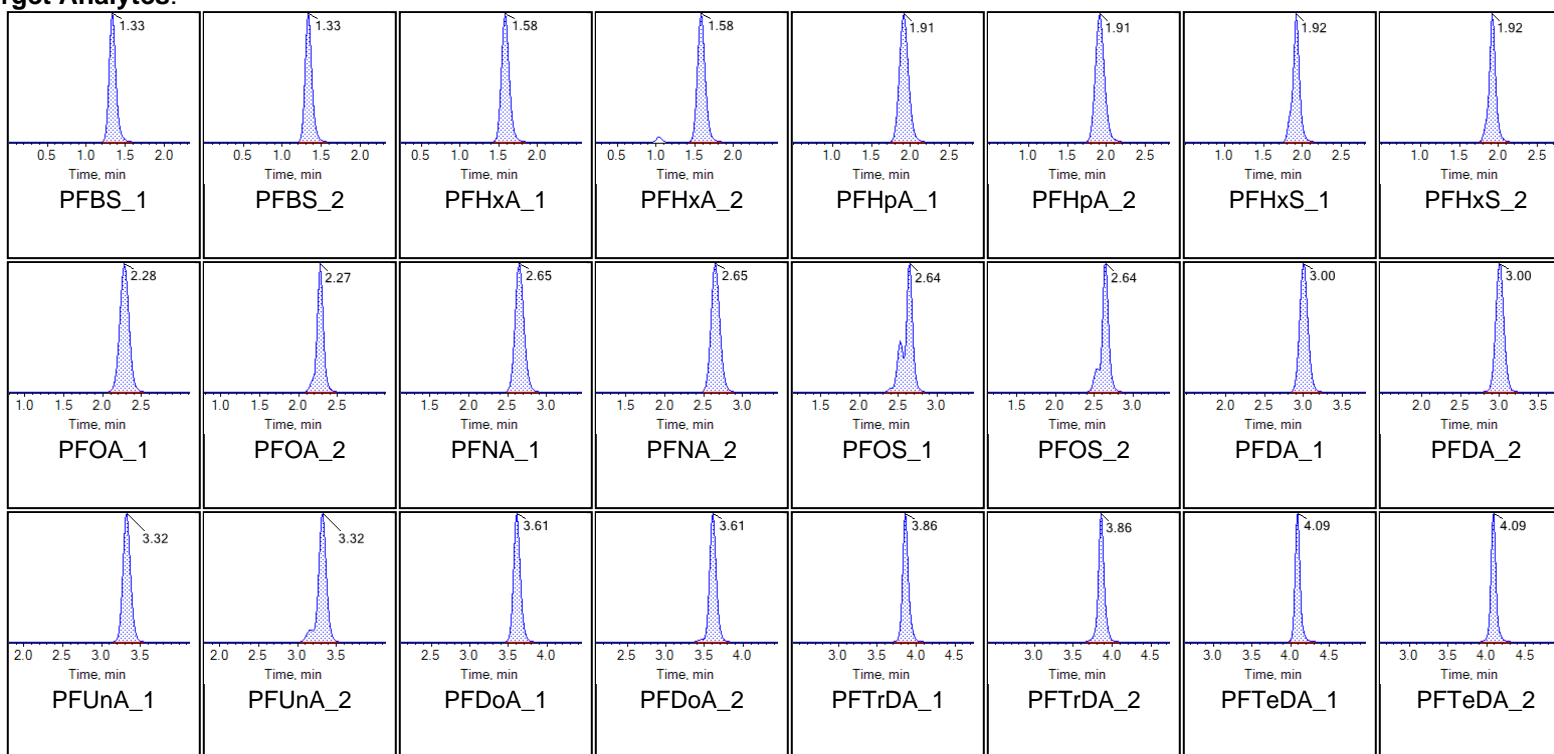 rget Analytes:
1.33 1.33 1.58 1.58 1.91 1.91 1.92 1.92
0.5 1.0 1.5 2.0 0.5 1.0 1.5 2.0 0.5 1.0 1.5 2.0 0.5 1.0 1.5 2.0 1.0 1.5 2.0 2.5 1.0 1.5 2.0 2.5 1.0 1.5 2.0 2.5 1.0 1.5 2.0 2.5
Time, min Time, min Time, min Time, min Time, min Time, min Time, min Time, min
PFBS_1 PFBS_2 PFHxA_1 PFHxA_2 PFHpA_1 PFHpA_2 PFHxS_1 PFHxS_2
2.28 2.27 2.65 2.65 2.64 2.64 3.00 3.00
1.0 1.5 2.0 2.5 1.0 1.5 2.0 2.5 1.5 2.0 2.5 3.0 1.5 2.0 2.5 3.0 1.5 2.0 2.5 3.0 1.5 2.0 2.5 3.0 2.0 2.5 3.0 3.5 2.0 2.5 3.0 3.5
Time, min Time, min Time, min Time, min Time, min Time, min Time, min Time, min
PFOA_1 PFOA_2 PFNA_1 PFNA_2 PFOS_1 PFOS_2 PFDA_1 PFDA_2
3.32 3.32 3.61 3.61 3.86 3.86 4.09 4.09
2.0 2.5 3.0 3.5 2.0 2.5 3.0 3.5 2.5 3.0 3.5 4.0 2.5 3.0 3.5 4.0 3.0 3.5 4.0 4.5 3.0 3.5 4.0 4.5 3.0 3.5 4.0 4.5 3.0 3.5 4.0 4.5
Time, min Time, min Time, min Time, min Time, min Time, min Time, min Time, min
PFUnA_1 PFUnA_2 PFDoA_1 PFDoA_2 PFTrDA_1 PFTrDA_2 PFTeDA_1 PFTeDA_2